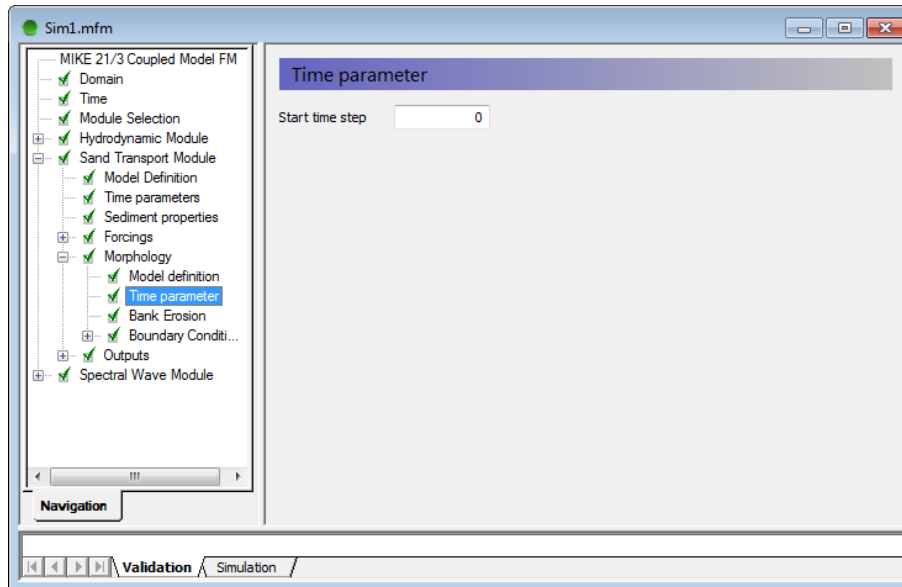 Sim1.mfm
MIKE 21/3 Coupled Model FM
Domain
Time
Module Selection
Hydrodynamic Module
Sand Transport Module
Model Definition
Time parameters
Sediment properties
Forcings
Morphology
Model definition
Time parameter
Bank Erosion
Boundary Conditi...
Outputs
Spectral Wave Module
Navigation
Time parameter
Start time step 0
Validation Simulation